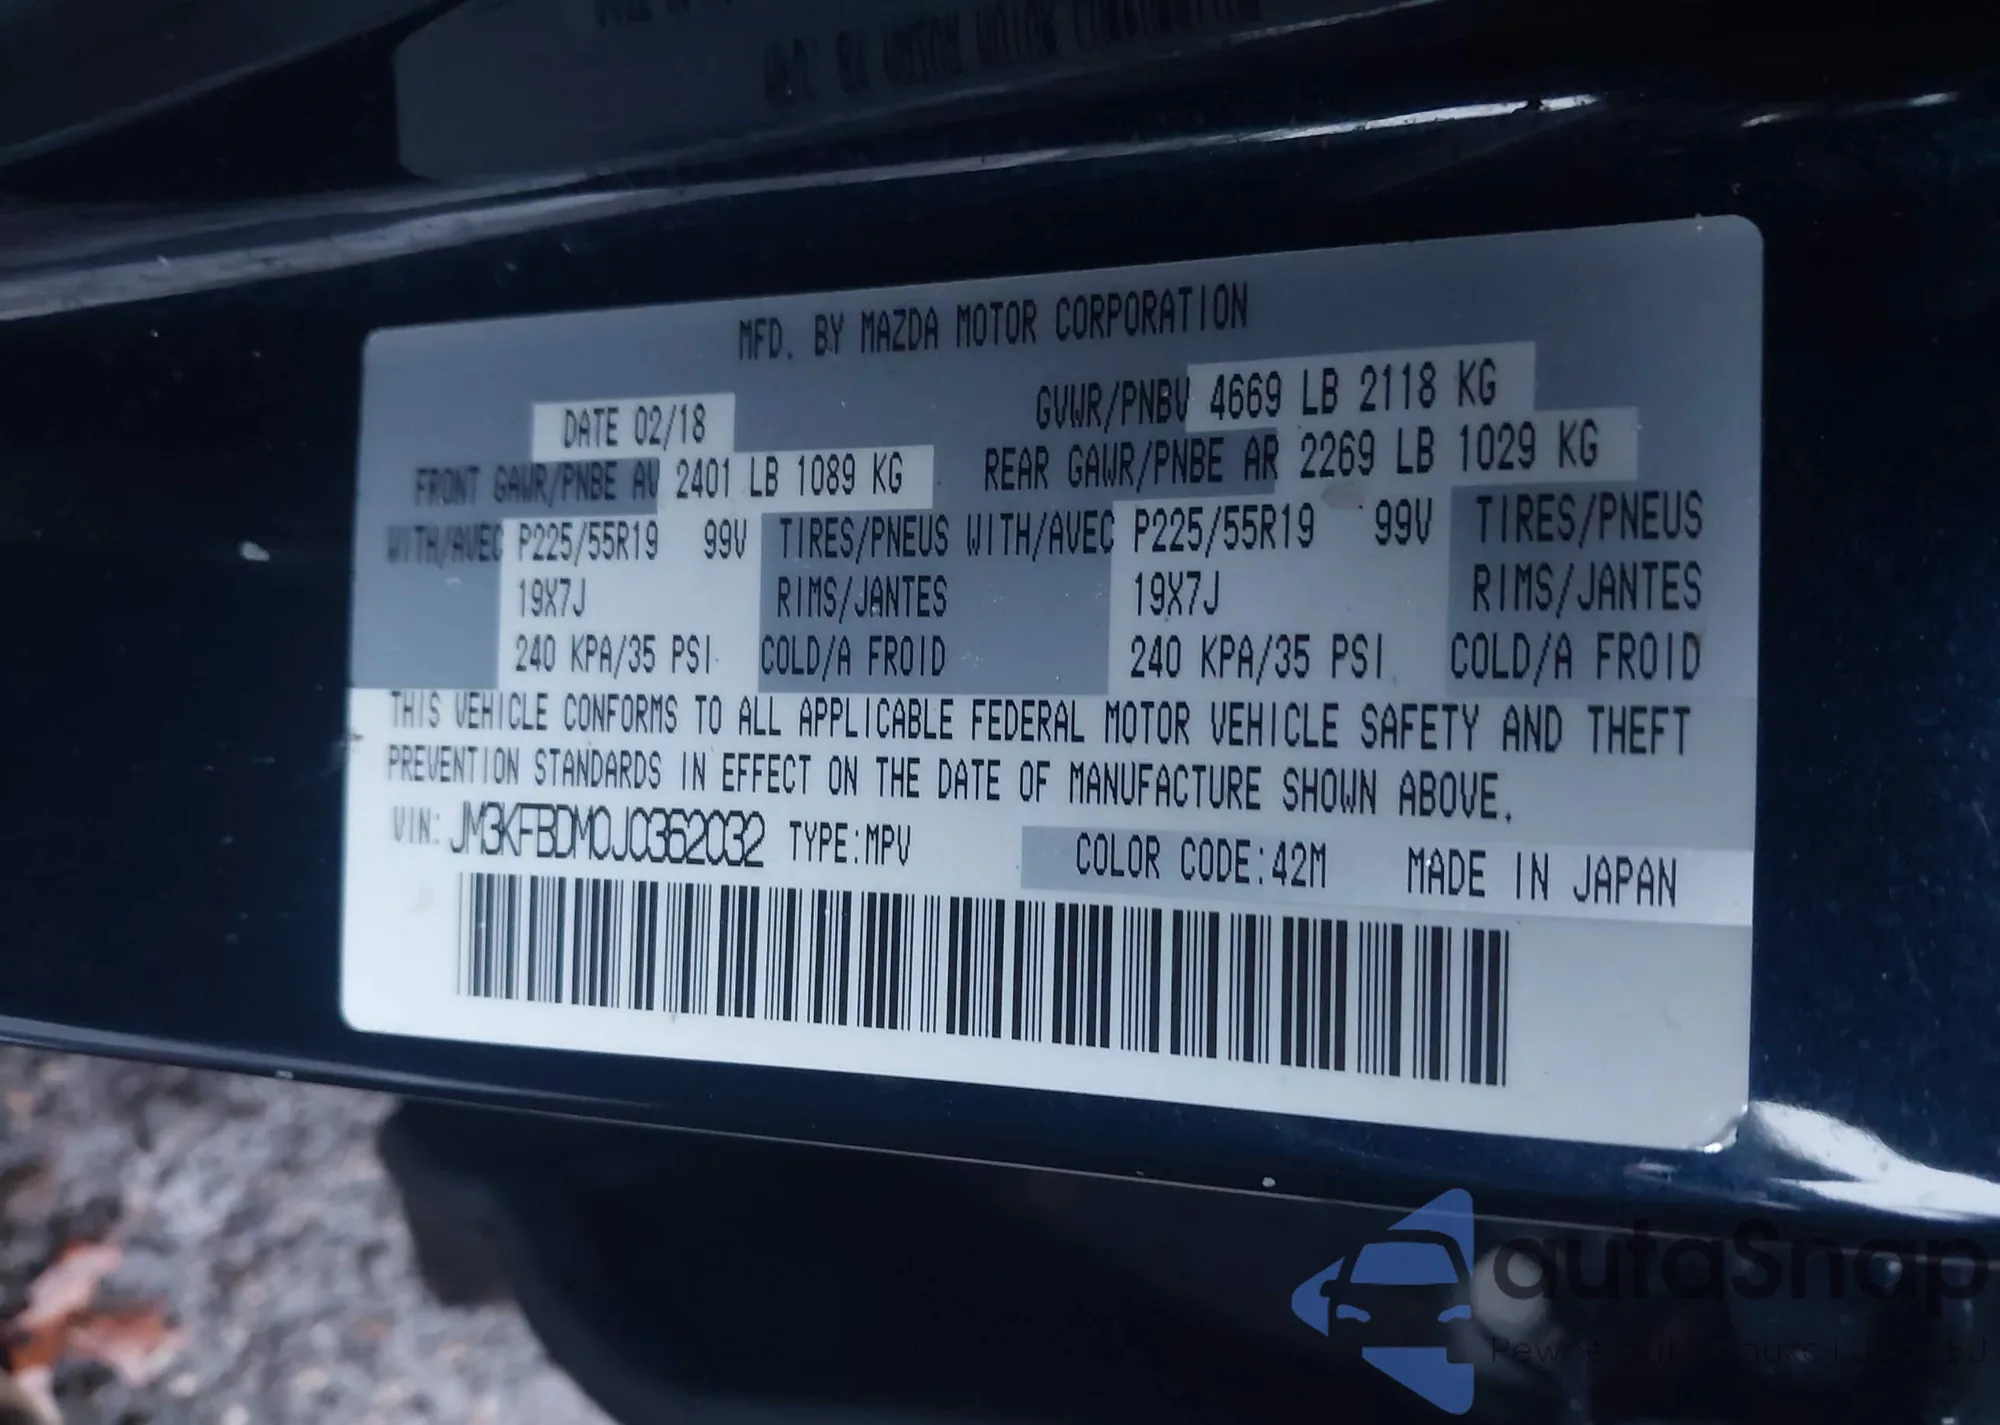 MFD. BY MAZDA MOTOR CORPORATION
DATE 02/18 GVWR/PNBV 4669 LB 2118 KG
FRONT GAWR/PNBE AV 2401 LB 1089 KG REAR GAWR/PNBE AR 2269 LB 1029 KG
WITH/AVEC P225/55R19 99V TIRES/PNEUS WITH/AVEC P225/55R19 99V TIRES/PNEUS
19X7J RIMS/JANTES 19X7J RIMS/JANTES
240 KPA/35 PSI COLD/A FROID 240 KPA/35 PSI COLD/A FROID
THIS VEHICLE CONFORMS TO ALL APPLICABLE FEDERAL MOTOR VEHICLE SAFETY AND THEFT
PREVENTION STANDARDS IN EFFECT ON THE DATE OF MANUFACTURE SHOWN ABOVE.
VIN: JM3KFBDM0J0362032 TYPE:MPV COLOR CODE:42M MADE IN JAPAN
autaSnap